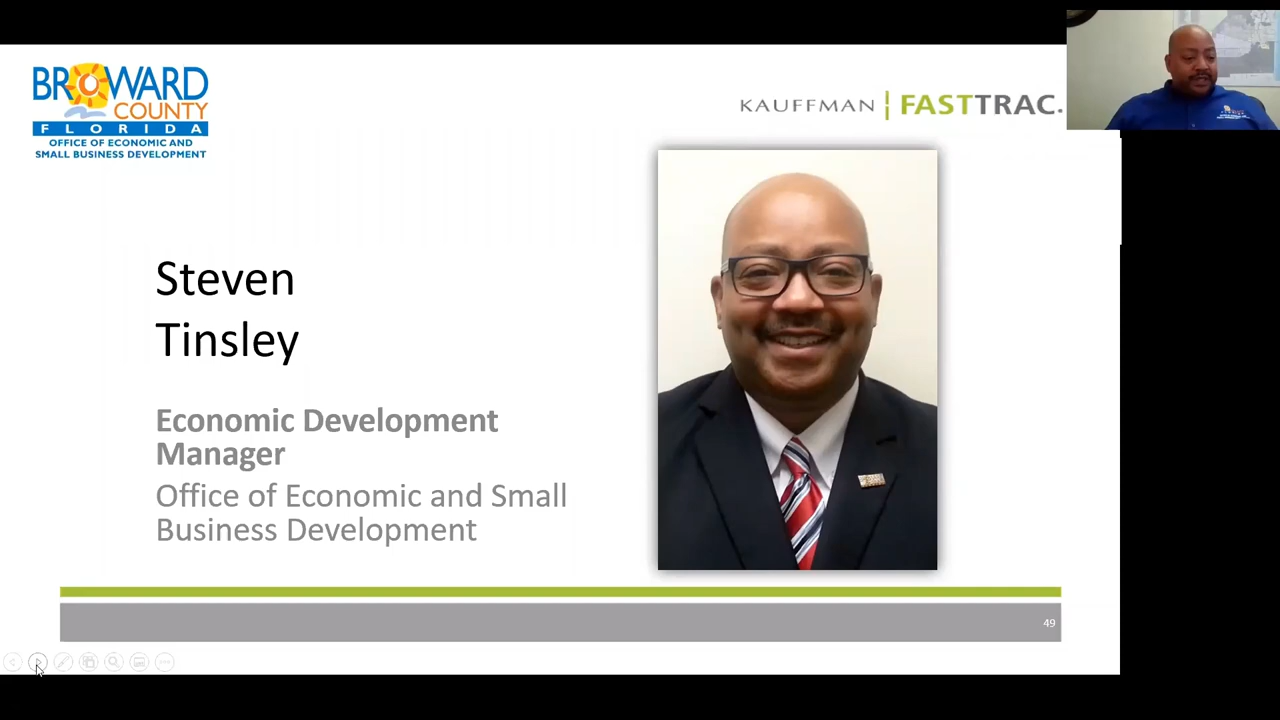 BROWARD
COUNTY
FLORIDA
OFFICE OF ECONOMIC AND
SMALL BUSINESS DEVELOPMENT
KAUFFMAN | FASTTRAC.
Steven
Tinsley
Economic Development
Manager
Office of Economic and Small
Business Development
49